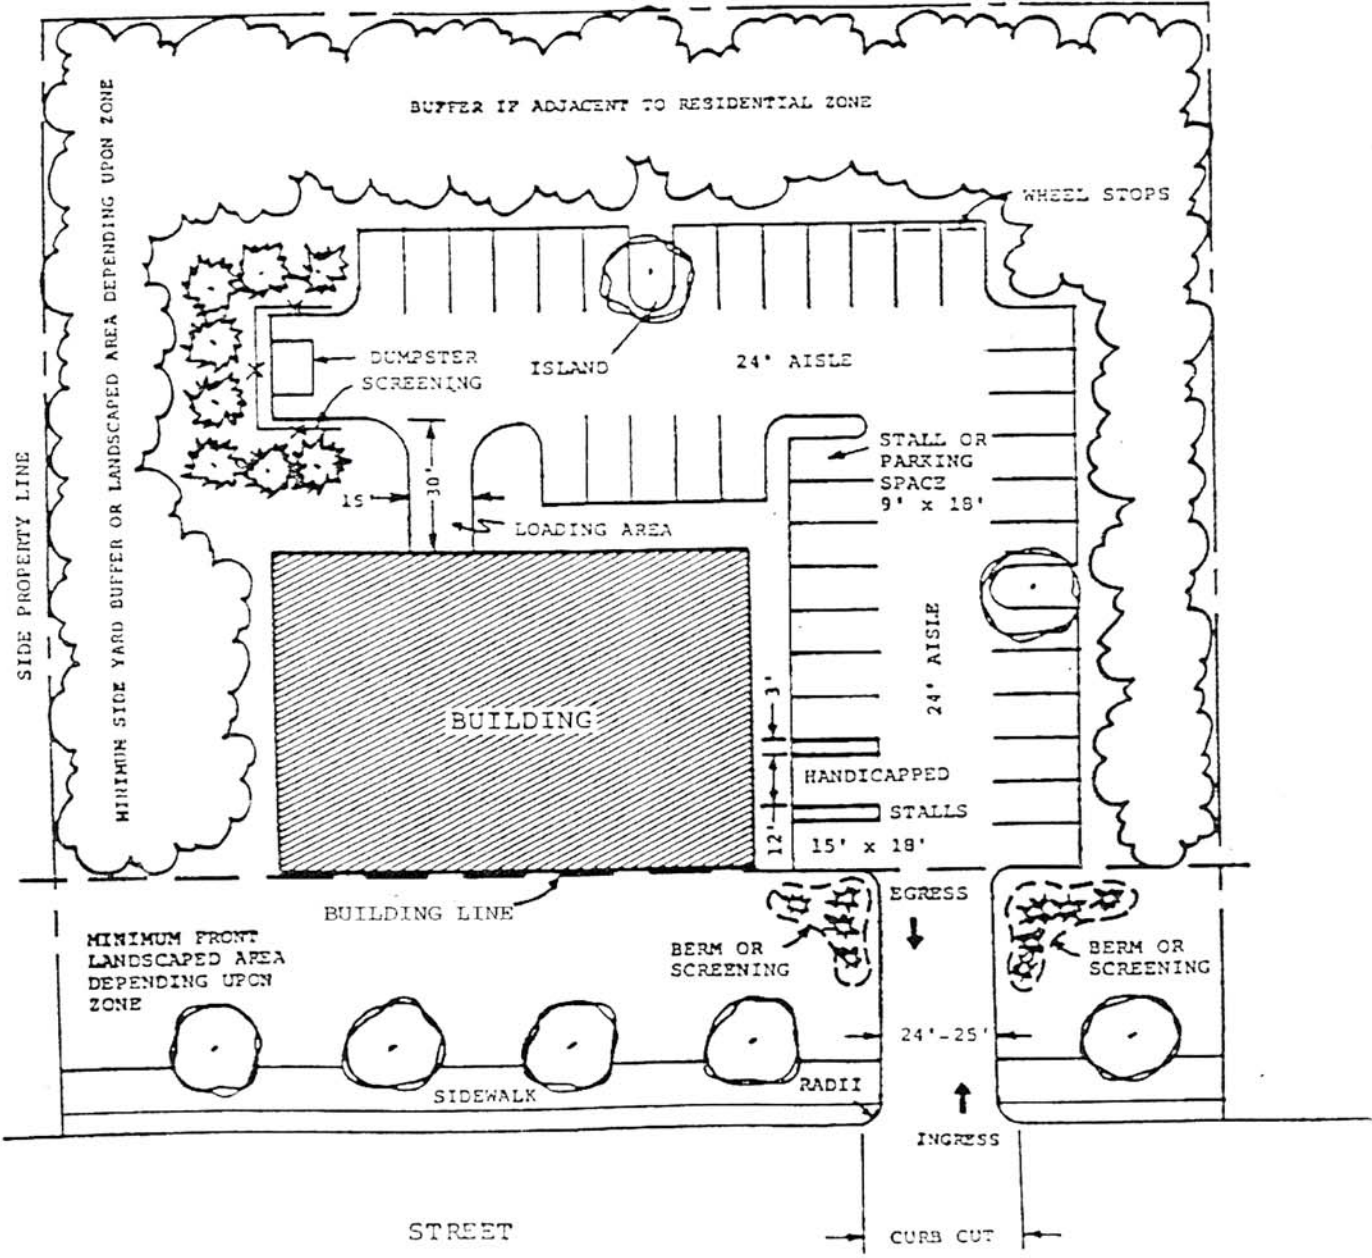 BUFFER IF ADJACENT TO RESIDENTIAL ZONE
MINIMUM SIDE YARD BUFFER OR LANDSCAPED AREA DEPENDING UPON ZONE
SIDE PROPERTY LINE
WHEEL STOPS
DUMPSTER
SCREENING
ISLAND
24' AISLE
STALL OR
PARKING
SPACE
9' x 18'
15
30'
LOADING AREA
24' AISLE
BUILDING
3'
HANDICAPPED
12'
STALLS
15' x 18'
EGRESS
BUILDING LINE
MINIMUM FRONT
LANDSCAPED AREA
DEPENDING UPON
ZONE
BERM OR
SCREENING
BERM OR
SCREENING
24'-25'
SIDEWALK
RADII
INGRESS
STREET
CURB CUT